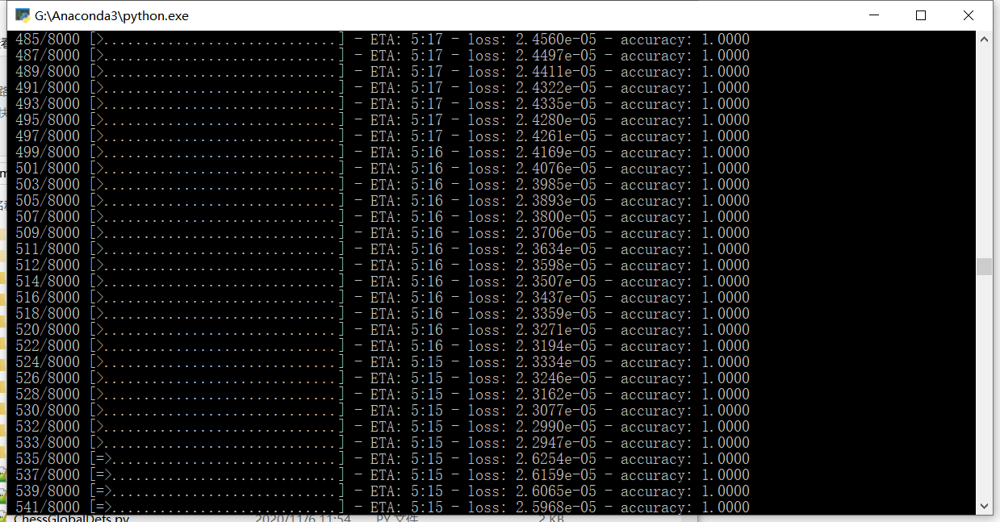 G:\Anaconda3\python.exe
485/8000 [>.............................] - ETA: 5:17 - loss: 2.4560e-05 - accuracy: 1.0000
487/8000 [>.............................] - ETA: 5:17 - loss: 2.4497e-05 - accuracy: 1.0000
489/8000 [>.............................] - ETA: 5:17 - loss: 2.4411e-05 - accuracy: 1.0000
491/8000 [>.............................] - ETA: 5:17 - loss: 2.4322e-05 - accuracy: 1.0000
493/8000 [>.............................] - ETA: 5:17 - loss: 2.4335e-05 - accuracy: 1.0000
495/8000 [>.............................] - ETA: 5:17 - loss: 2.4280e-05 - accuracy: 1.0000
497/8000 [>.............................] - ETA: 5:17 - loss: 2.4261e-05 - accuracy: 1.0000
499/8000 [>.............................] - ETA: 5:16 - loss: 2.4169e-05 - accuracy: 1.0000
501/8000 [>.............................] - ETA: 5:16 - loss: 2.4076e-05 - accuracy: 1.0000
503/8000 [>.............................] - ETA: 5:16 - loss: 2.3985e-05 - accuracy: 1.0000
505/8000 [>.............................] - ETA: 5:16 - loss: 2.3893e-05 - accuracy: 1.0000
507/8000 [>.............................] - ETA: 5:16 - loss: 2.3800e-05 - accuracy: 1.0000
509/8000 [>.............................] - ETA: 5:16 - loss: 2.3706e-05 - accuracy: 1.0000
511/8000 [>.............................] - ETA: 5:16 - loss: 2.3634e-05 - accuracy: 1.0000
512/8000 [>.............................] - ETA: 5:16 - loss: 2.3598e-05 - accuracy: 1.0000
514/8000 [>.............................] - ETA: 5:16 - loss: 2.3507e-05 - accuracy: 1.0000
516/8000 [>.............................] - ETA: 5:16 - loss: 2.3437e-05 - accuracy: 1.0000
518/8000 [>.............................] - ETA: 5:16 - loss: 2.3359e-05 - accuracy: 1.0000
520/8000 [>.............................] - ETA: 5:16 - loss: 2.3271e-05 - accuracy: 1.0000
522/8000 [>.............................] - ETA: 5:16 - loss: 2.3194e-05 - accuracy: 1.0000
524/8000 [>.............................] - ETA: 5:15 - loss: 2.3334e-05 - accuracy: 1.0000
526/8000 [>.............................] - ETA: 5:15 - loss: 2.3246e-05 - accuracy: 1.0000
528/8000 [>.............................] - ETA: 5:15 - loss: 2.3162e-05 - accuracy: 1.0000
530/8000 [>.............................] - ETA: 5:15 - loss: 2.3077e-05 - accuracy: 1.0000
532/8000 [>.............................] - ETA: 5:15 - loss: 2.2990e-05 - accuracy: 1.0000
533/8000 [>.............................] - ETA: 5:15 - loss: 2.2947e-05 - accuracy: 1.0000
535/8000 [=>............................] - ETA: 5:15 - loss: 2.6254e-05 - accuracy: 1.0000
537/8000 [=>............................] - ETA: 5:15 - loss: 2.6159e-05 - accuracy: 1.0000
539/8000 [=>............................] - ETA: 5:15 - loss: 2.6065e-05 - accuracy: 1.0000
541/8000 [=>............................] - ETA: 5:15 - loss: 2.5968e-05 - accuracy: 1.0000
ChessGlobalDefs.py 2020/11/6 11:54 PY 文件 2 KB